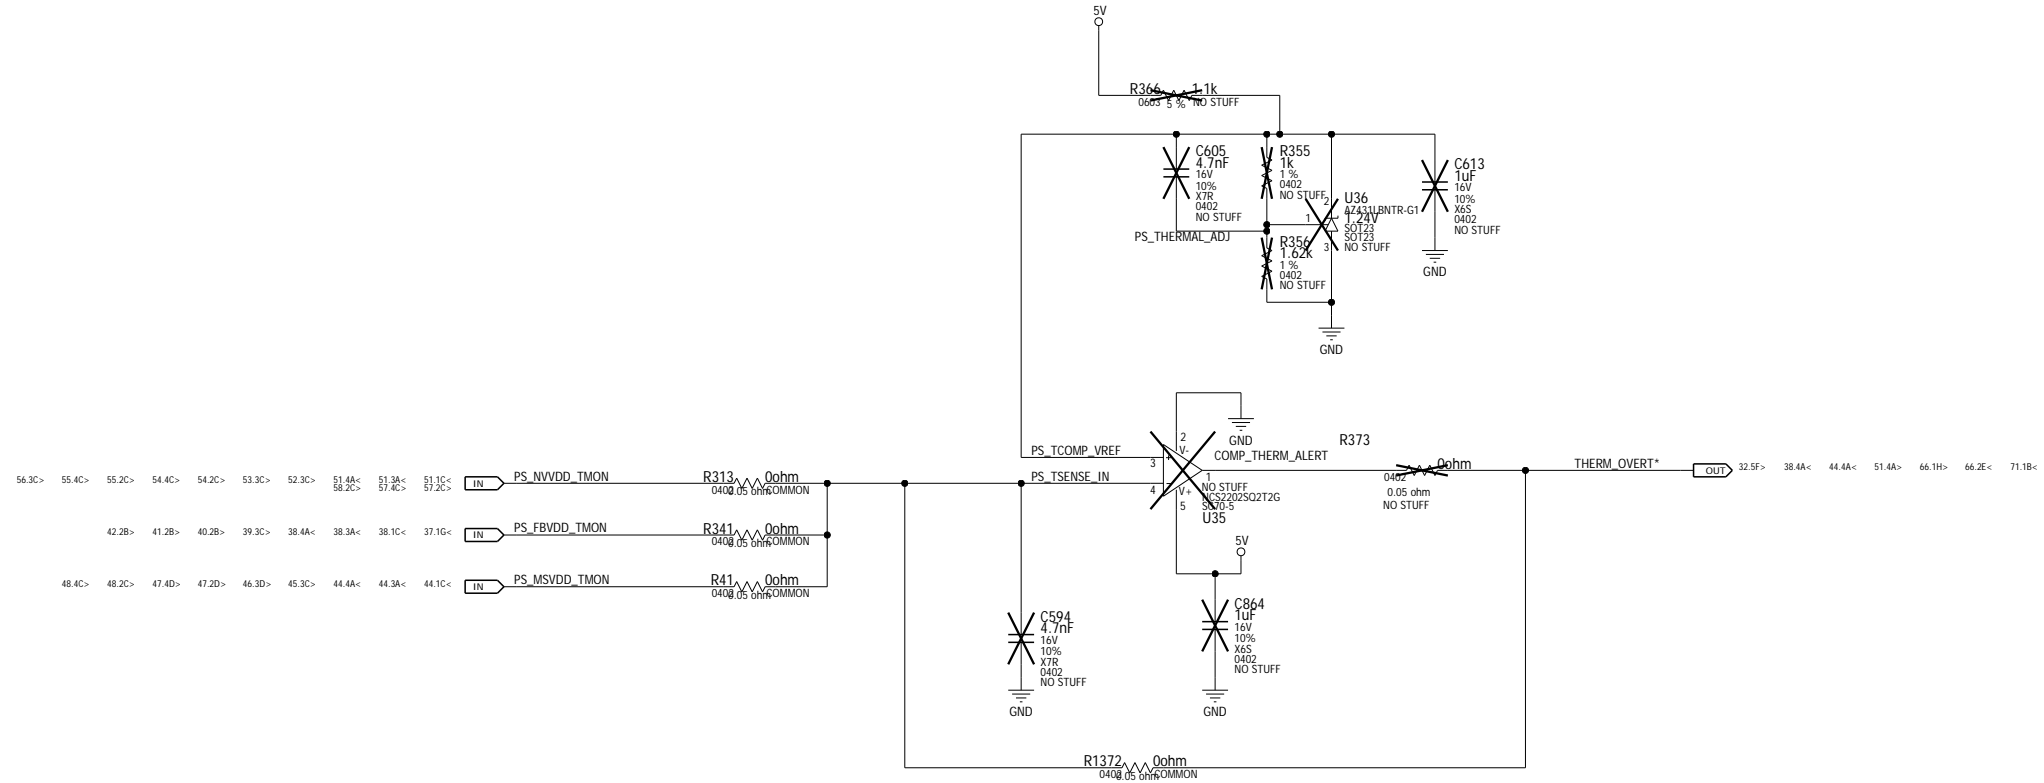 5V
R366 1.1k
0603 5 % NO STUFF
C605
4.7nF
16V
10%
X7R
0402
NO STUFF
R355
1k
1 %
0402
NO STUFF
C613
1uF
16V
10%
X6S
0402
NO STUFF
GND
U36
AZ431LBNTR-G1
1.24V
SOT23
SOT23
NO STUFF
2
1
3
PS_THERMAL_ADJ
R356
1.62k
1 %
0402
NO STUFF
GND
GND
2
V-
PS_TCOMP_VREF
3
+
COMP_THERM_ALERT
R373
0ohm
0402
0.05 ohm
NO STUFF
THERM_OVERT*
OUT
32.5F> 38.4A< 44.4A< 51.4A> 66.1H> 66.2E< 71.1B<
56.3C> 55.4C> 55.2C> 54.4C> 54.2C> 53.3C> 52.3C> 51.4A< 51.3A< 51.1C<
58.2C> 57.4C> 57.2C>
IN
PS_NVVDD_TMON
R313 0ohm
0402 0.05 ohm COMMON
PS_TSENSE_IN
4
-
V+
5
1
NO STUFF
NCS2202SQ2T2G
SC70-5
U35
42.2B> 41.2B> 40.2B> 39.3C> 38.4A< 38.3A< 38.1C< 37.1G<
IN
PS_FBVDD_TMON
R341 0ohm
0402 0.05 ohm COMMON
5V
48.4C> 48.2C> 47.4D> 47.2D> 46.3D> 45.3C> 44.4A< 44.3A< 44.1C<
IN
PS_MSVDD_TMON
R41 0ohm
0402 0.05 ohm COMMON
C594
4.7nF
16V
10%
X7R
0402
NO STUFF
GND
C864
1uF
16V
10%
X6S
0402
NO STUFF
GND
R1372 0ohm
0402 0.05 ohm COMMON